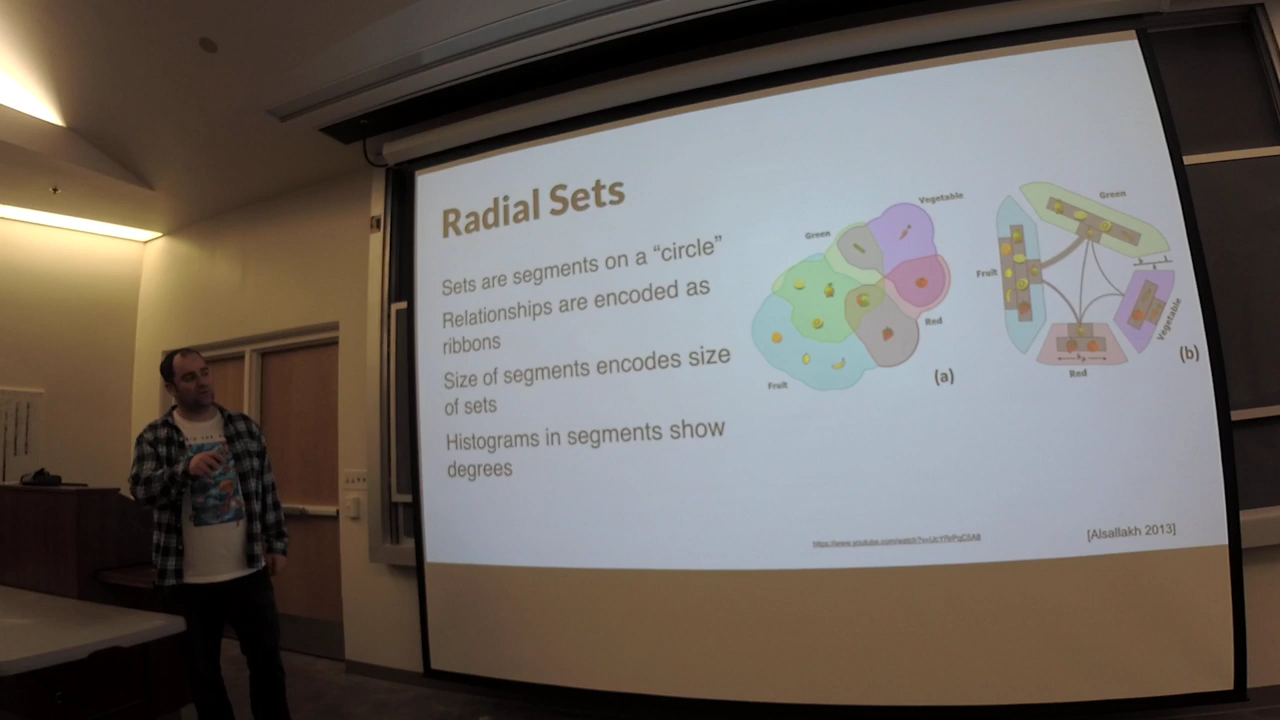 Radial Sets
Sets are segments on a “circle”
Relationships are encoded as
ribbons
Size of segments encodes size
of sets
Histograms in segments show
degrees
Vegetable
Green
Red
Fruit
(a)
Green
Fruit
Vegetable
Red
(b)
[Alsallakh 2013]